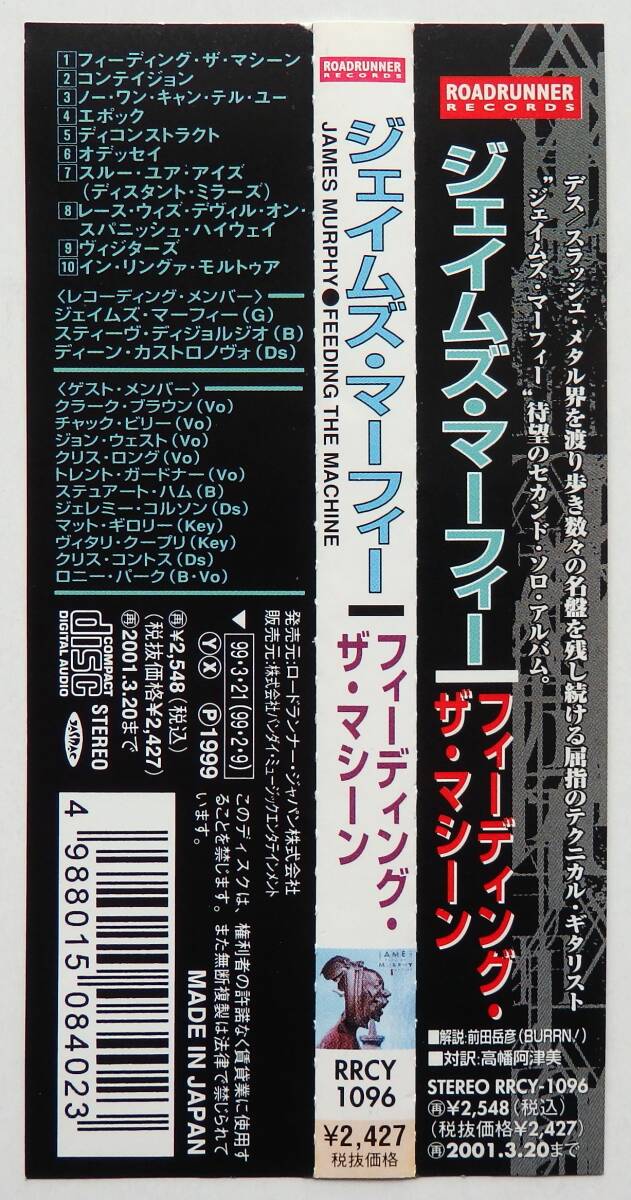 1 フィーディング・ザ・マシーン
2 コンテイジョン
3 ノー・ワン・キャン・テル・ユー
4 エポック
5 ディコンストラクト
6 オデッセイ
7 スルー・ユア・アイズ
(ディスタント・ミラーズ)
8 レース・ウィズ・デヴィル・オン・
スパニッシュ・ハイウェイ
9 ヴィジターズ
10 イン・リングァ・モルトゥア
〈レコーディング・メンバー〉
ジェイムズ・マーフィー(G)
スティーヴ・ディジョルジオ(B)
ディーン・カストロノヴォ(Ds)
〈ゲスト・メンバー〉
クラーク・ブラウン(Vo)
チャック・ビリー(Vo)
ジョン・ウェスト(Vo)
クリス・ロング(Vo)
トレント・ガードナー(Vo)
ステュアート・ハム(B)
ジェレミー・コルソン(Ds)
マット・ギロリー(Key)
ヴィタリ・クープリ(Key)
クリス・コントス(Ds)
ロニー・パーク(B・Vo)
COMPACT
disc
DIGITAL AUDIO
STEREO
再¥2,548(税込)
(税抜価格¥2,427)
再2001.3.20まで
▼
99・3・21(99・2・9)
YX
P1999
発売元:ロードランナー・ジャパン株式会社
販売元:株式会社バンダイ・ミュージックエンタテインメント
このディスクは、権利者の許諾なく賃貸業に使用す
ることを禁じます。また無断複製は法律で禁じられて
います。
MADE IN JAPAN
4 988015 084023
ROADRUNNER
RECORDS
ジェイムズ・マーフィー
JAMES MURPHY●FEEDING THE MACHINE
フィーディング・
ザ・マシーン
RRCY
1096
¥2,427
税抜価格
ROADRUNNER
RECORDS
デス/スラッシュ・メタル界を渡り歩き数々の名盤を残し続ける屈指のテクニカル・ギタリスト
"ジェイムズ・マーフィー"待望のセカンド・ソロ・アルバム。
ジェイムズ・マーフィー
フィーディング・
ザ・マシーン
■解説:前田岳彦(BURRN!)
■対訳:高幡阿津美
STEREO RRCY-1096
再¥2,548(税込)
(税抜価格¥2,427)
再2001.3.20まで